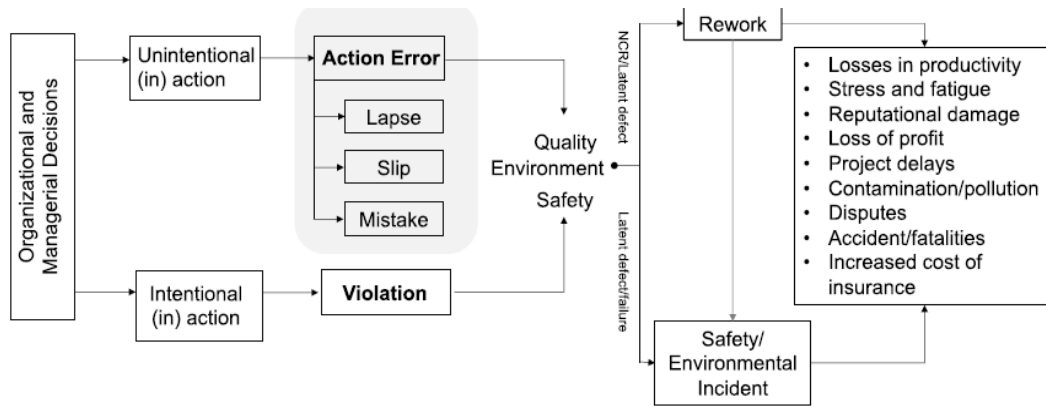 Organizational and
Managerial Decisions
Unintentional
(in) action
Action Error
Lapse
Slip
Mistake
Intentional
(in) action
Violation
Quality
Environment
Safety
NCR/Latent defect
Latent defect/failure
Rework
Safety/
Environmental
Incident
• Losses in productivity
• Stress and fatigue
• Reputational damage
• Loss of profit
• Project delays
• Contamination/pollution
• Disputes
• Accident/fatalities
• Increased cost of
insurance